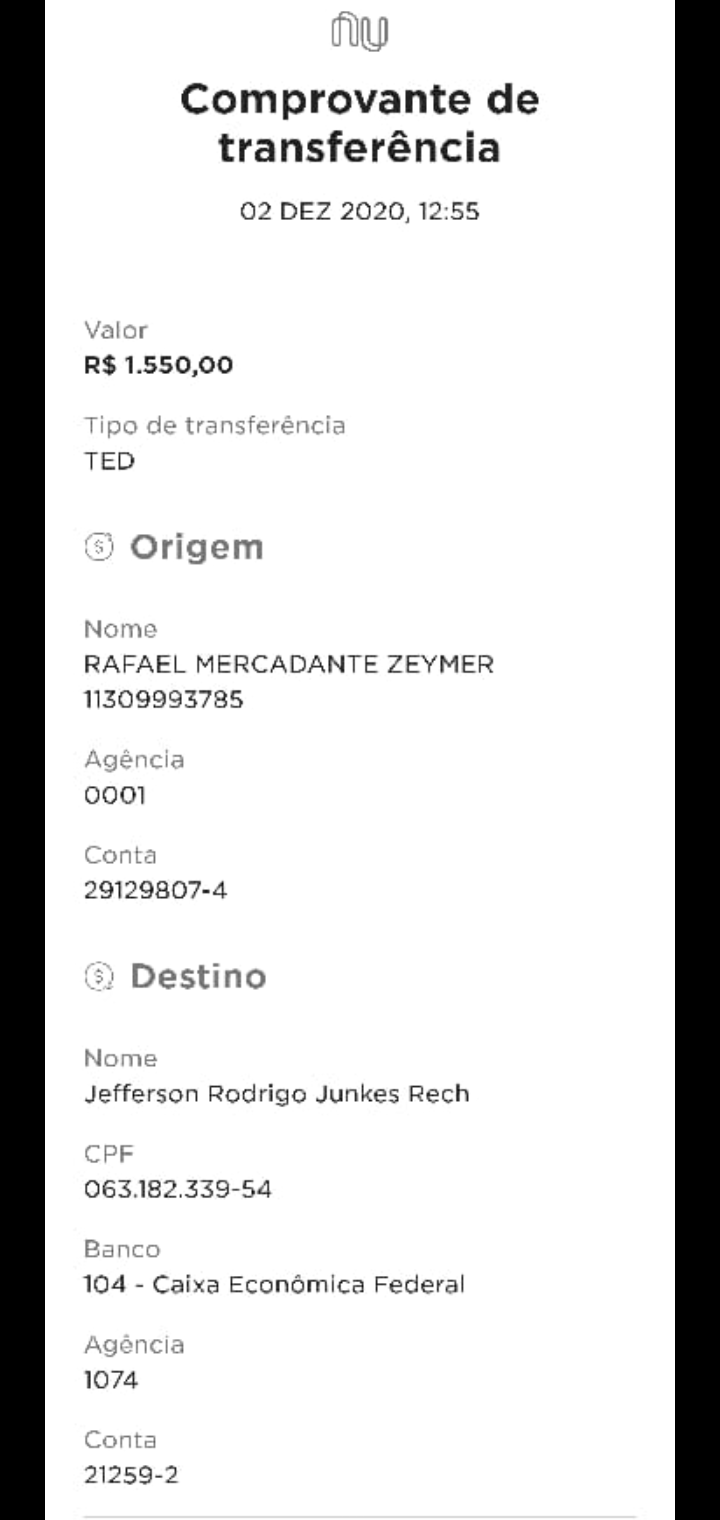 nu
Comprovante de
transferência
02 DEZ 2020, 12:55
Valor
R$ 1.550,00
Tipo de transferência
TED
Origem
Nome
RAFAEL MERCADANTE ZEYMER
11309993785
Agência
0001
Conta
29129807-4
Destino
Nome
Jefferson Rodrigo Junkes Rech
CPF
063.182.339-54
Banco
104 - Caixa Econômica Federal
Agência
1074
Conta
21259-2